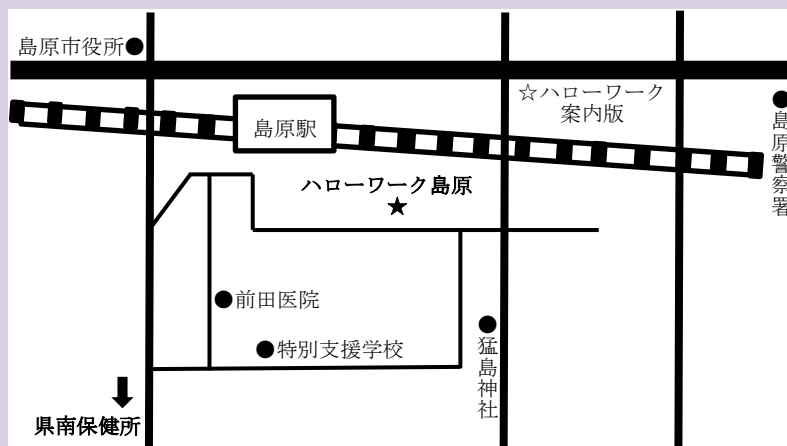 島原市役所
☆ハローワーク
案内版
島原駅
島原警察署
ハローワーク島原
前田医院
特別支援学校
猛島神社
県南保健所